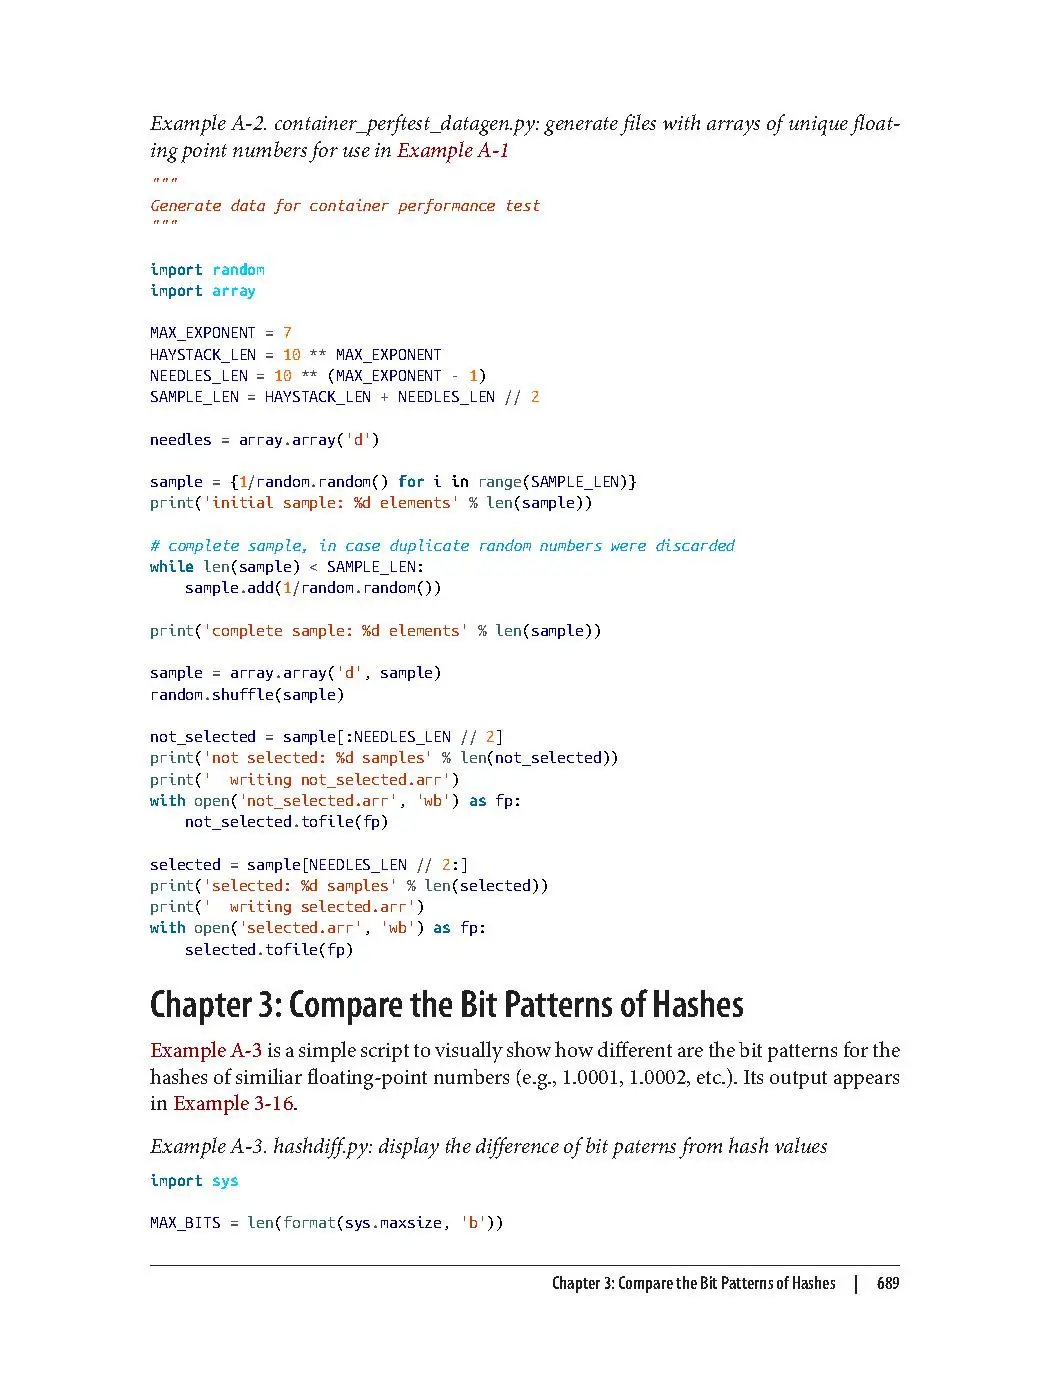 Example A-2. container_perftest_datagen.py: generate files with arrays of unique float-
ing point numbers for use in Example A-1
"""
Generate data for container performance test
"""
import random
import array
MAX_EXPONENT = 7
HAYSTACK_LEN = 10 ** MAX_EXPONENT
NEEDLES_LEN = 10 ** (MAX_EXPONENT - 1)
SAMPLE_LEN = HAYSTACK_LEN + NEEDLES_LEN // 2
needles = array.array('d')
sample = {1/random.random() for i in range(SAMPLE_LEN)}
print('initial sample: %d elements' % len(sample))
# complete sample, in case duplicate random numbers were discarded
while len(sample) < SAMPLE_LEN:
    sample.add(1/random.random())
print('complete sample: %d elements' % len(sample))
sample = array.array('d', sample)
random.shuffle(sample)
not_selected = sample[:NEEDLES_LEN // 2]
print('not selected: %d samples' % len(not_selected))
print('  writing not_selected.arr')
with open('not_selected.arr', 'wb') as fp:
    not_selected.tofile(fp)
selected = sample[NEEDLES_LEN // 2:]
print('selected: %d samples' % len(selected))
print('  writing selected.arr')
with open('selected.arr', 'wb') as fp:
    selected.tofile(fp)
Chapter 3: Compare the Bit Patterns of Hashes
Example A-3 is a simple script to visually show how different are the bit patterns for the
hashes of similiar floating-point numbers (e.g., 1.0001, 1.0002, etc.). Its output appears
in Example 3-16.
Example A-3. hashdiff.py: display the difference of bit paterns from hash values
import sys
MAX_BITS = len(format(sys.maxsize, 'b'))
Chapter 3: Compare the Bit Patterns of Hashes | 689